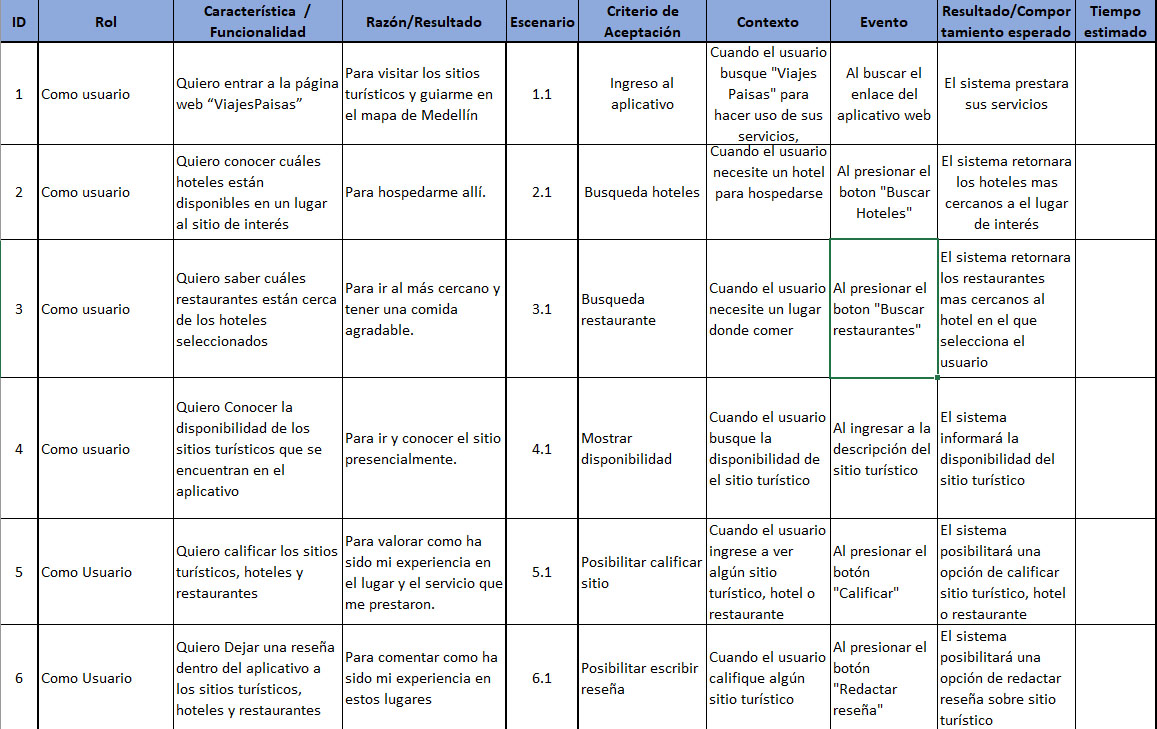 ID
Rol
Característica /
Funcionalidad
Razón/Resultado
Escenario
Criterio de
Aceptación
Contexto
Evento
Resultado/Compor
tamiento esperado
Tiempo
estimado
1
Como usuario
Quiero entrar a la página
web “ViajesPaisas”
Para visitar los sitios
turísticos y guiarme en
el mapa de Medellín
1.1
Ingreso al
aplicativo
Cuando el usuario
busque "Viajes
Paisas" para
hacer uso de sus
servicios,
Al buscar el
enlace del
aplicativo web
El sistema prestara
sus servicios
2
Como usuario
Quiero conocer cuáles
hoteles están
disponibles en un lugar
al sitio de interés
Para hospedarme allí.
2.1
Busqueda hoteles
Cuando el usuario
necesite un hotel
para hospedarse
Al presionar el
boton "Buscar
Hoteles"
El sistema retornara
los hoteles mas
cercanos a el lugar
de interés
3
Como usuario
Quiero saber cuáles
restaurantes están cerca
de los hoteles
seleccionados
Para ir al más cercano y
tener una comida
agradable.
3.1
Busqueda
restaurante
Cuando el usuario
necesite un lugar
donde comer
Al presionar el
boton "Buscar
restaurantes"
El sistema retornara
los restaurantes
mas cercanos al
hotel en el que
selecciona el
usuario
4
Como usuario
Quiero Conocer la
disponibilidad de los
sitios turísticos que se
encuentran en el
aplicativo
Para ir y conocer el sitio
presencialmente.
4.1
Mostrar
disponibilidad
Cuando el usuario
busque la
disponibilidad de
el sitio turístico
Al ingresar a la
descripción del
sitio turístico
El sistema
informará la
disponibilidad del
sitio turístico
5
Como Usuario
Quiero calificar los sitios
turísticos, hoteles y
restaurantes
Para valorar como ha
sido mi experiencia en
el lugar y el servicio que
me prestaron.
5.1
Posibilitar calificar
sitio
Cuando el usuario
ingrese a ver
algún sitio
turístico, hotel o
restaurante
Al presionar el
botón
"Calificar"
El sistema
posibilitará una
opción de calificar
sitio turístico, hotel
o restaurante
6
Como Usuario
Quiero Dejar una reseña
dentro del aplicativo a
los sitios turísticos,
hoteles y restaurantes
Para comentar como ha
sido mi experiencia en
estos lugares
6.1
Posibilitar escribir
reseña
Cuando el usuario
califique algún
sitio turístico
Al presionar el
botón
"Redactar
reseña"
El sistema
posibilitará una
opción de redactar
reseña sobre sitio
turístico